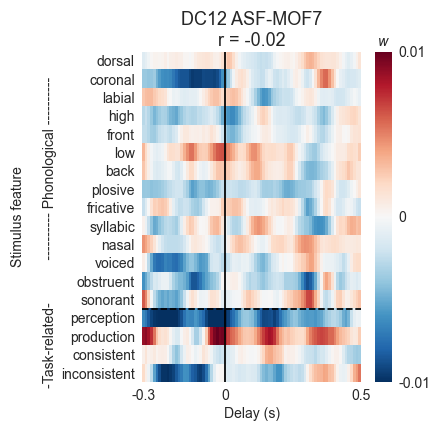 DC12 ASF-MOF7
r = -0.02
w
Stimulus feature
------- Phonological ----------
-Task-related-
dorsal
coronal
labial
high
front
low
back
plosive
fricative
syllabic
nasal
voiced
obstruent
sonorant
perception
production
consistent
inconsistent
-0.3
0
0.5
Delay (s)
0.01
0
-0.01